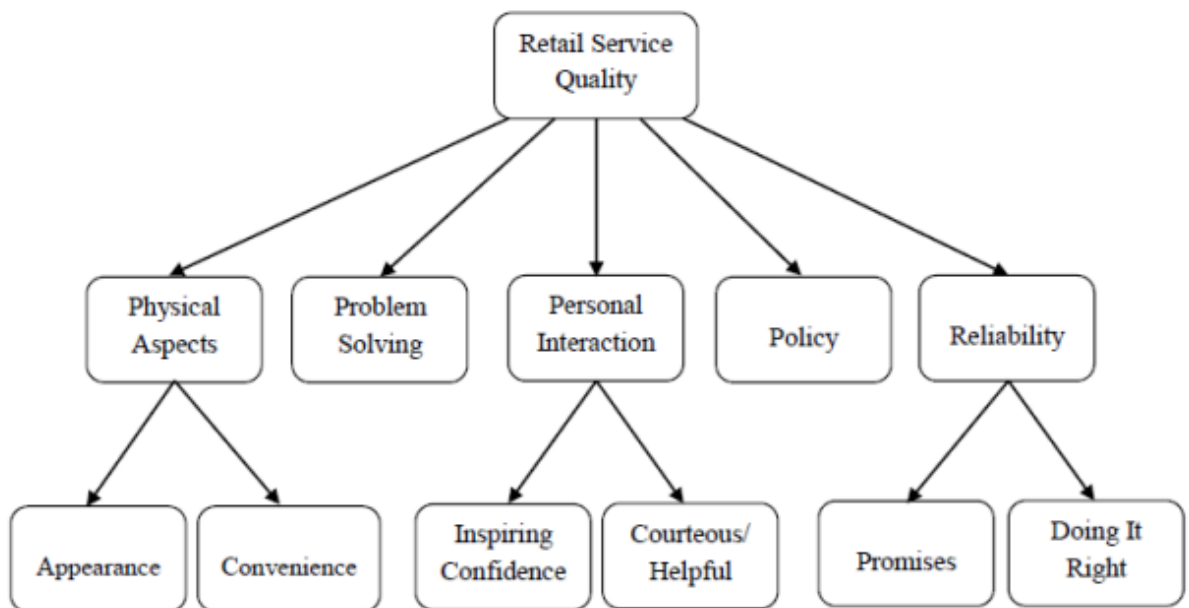 Retail Service
Quality
Physical
Aspects
Problem
Solving
Personal
Interaction
Policy
Reliability
Appearance
Convenience
Inspiring
Confidence
Courteous/
Helpful
Promises
Doing It
Right